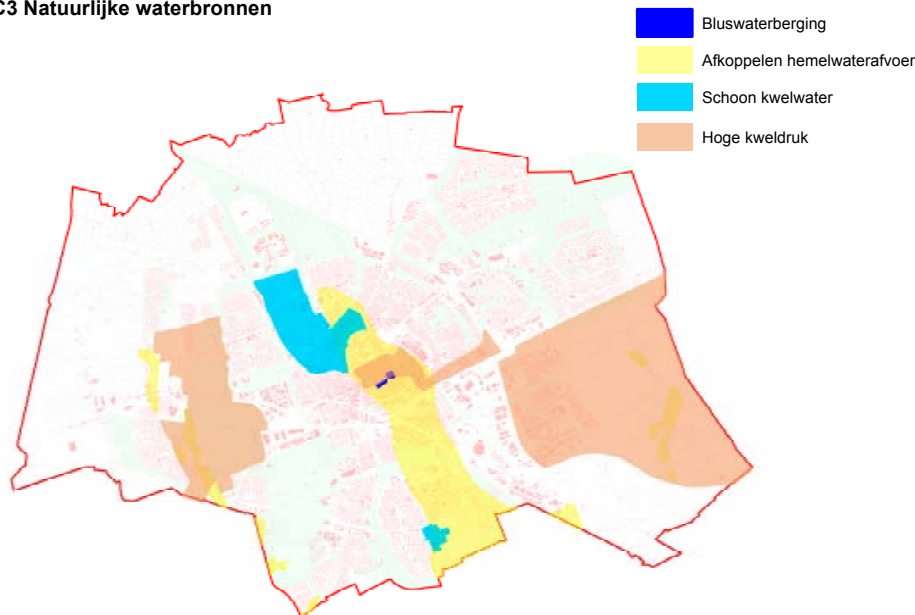 C3 Natuurlijke waterbronnen
Bluswaterberging
Afkoppelen hemelwaterafvoer
Schoon kwelwater
Hoge kweldruk